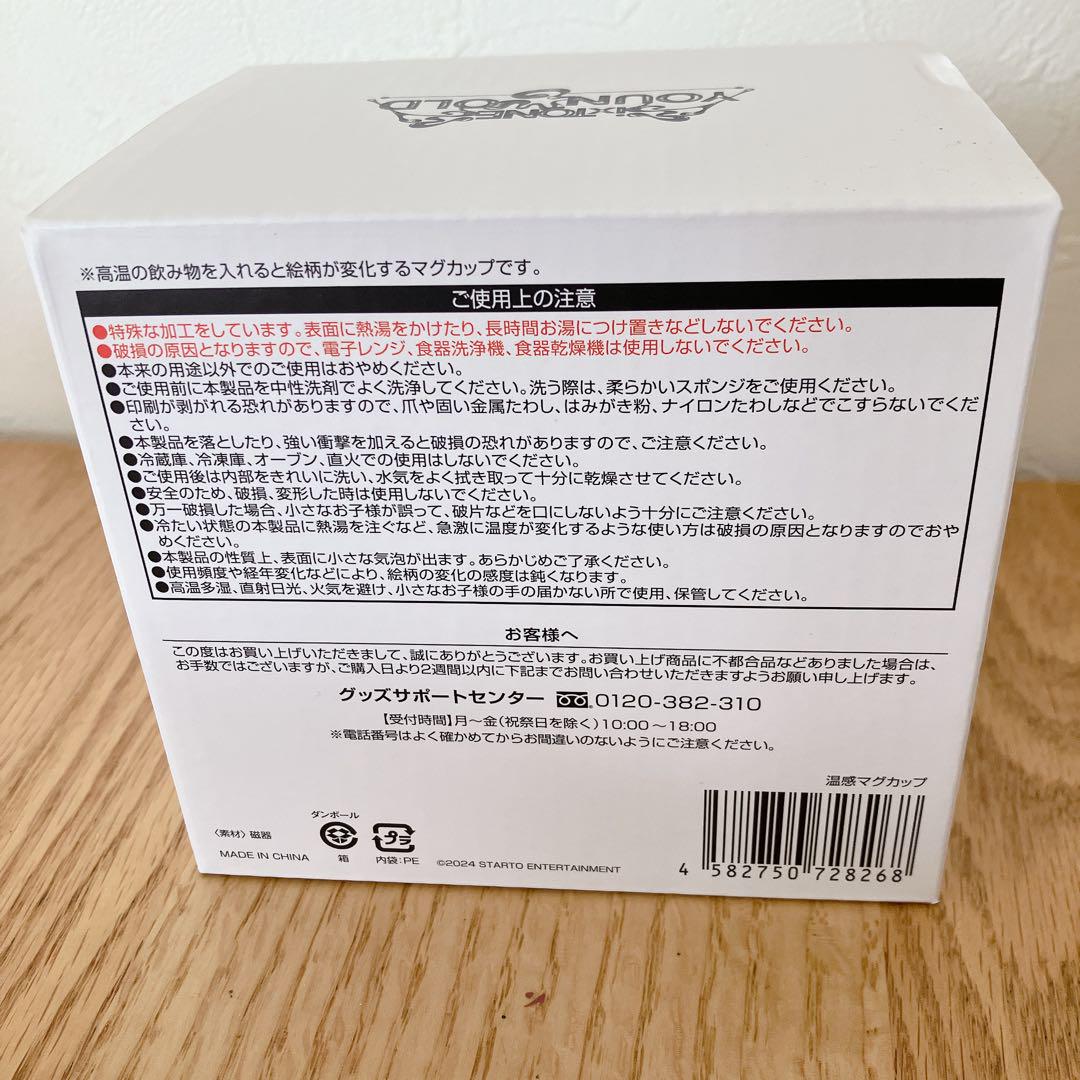 SixTONES
YOUNG OLD
※高温の飲み物を入れると絵柄が変化するマグカップです。
ご使用上の注意
●特殊な加工をしています。表面に熱湯をかけたり、長時間お湯につけ置きなどしないでください。
●破損の原因となりますので、電子レンジ、食器洗浄機、食器乾燥機は使用しないでください。
●本来の用途以外でのご使用はおやめください。
●ご使用前に本製品を中性洗剤でよく洗浄してください。洗う際は、柔らかいスポンジをご使用ください。
●印刷が剥がれる恐れがありますので、爪や固い金属たわし、はみがき粉、ナイロンたわしなどでこすらないでくだ
さい。
●本製品を落としたり、強い衝撃を加えると破損の恐れがありますので、ご注意ください。
●冷蔵庫、冷凍庫、オーブン、直火での使用はしないでください。
●ご使用後は内部をきれいに洗い、水気をよく拭き取って十分に乾燥させてください。
●安全のため、破損、変形した時は使用しないでください。
●万一破損した場合、小さなお子様が誤って、破片などを口にしないよう十分にご注意ください。
●冷たい状態の本製品に熱湯を注ぐなど、急激に温度が変化するような使い方は破損の原因となりますのでおや
めください。
●本製品の性質上、表面に小さな気泡が出ます。あらかじめご了承ください。
●使用頻度や経年変化などにより、絵柄の変化の感度は鈍くなります。
●高温多湿、直射日光、火気を避け、小さなお子様の手の届かない所で使用、保管してください。
お客様へ
この度はお買い上げいただきまして、誠にありがとうございます。お買い上げ商品に不都合品などありました場合は、
お手数ではございますが、ご購入日より2週間以内に下記までお問い合わせいただきますようお願い申し上げます。
グッズサポートセンター 0120-382-310
【受付時間】月〜金(祝祭日を除く)10:00〜18:00
※電話番号はよく確かめてからお間違いのないようにご注意ください。
温感マグカップ
ダンボール
〈素材〉磁器
箱
プラ
内袋:PE
MADE IN CHINA
©2024 STARTO ENTERTAINMENT
4 582750 728268